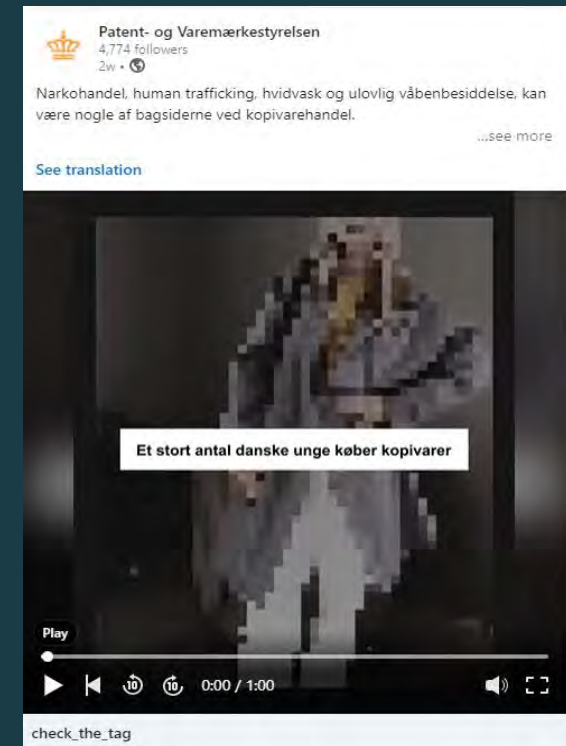 Patent- og Varemærkestyrelsen
4,774 followers
2w •
Narkohandel, human trafficking, hvidvask og ulovlig våbenbesiddelse, kan
være nogle af bagsiderne ved kopivarehandel.
...see more
See translation
Et stort antal danske unge køber kopivarer
Play
10 10 0:00 / 1:00
check_the_tag